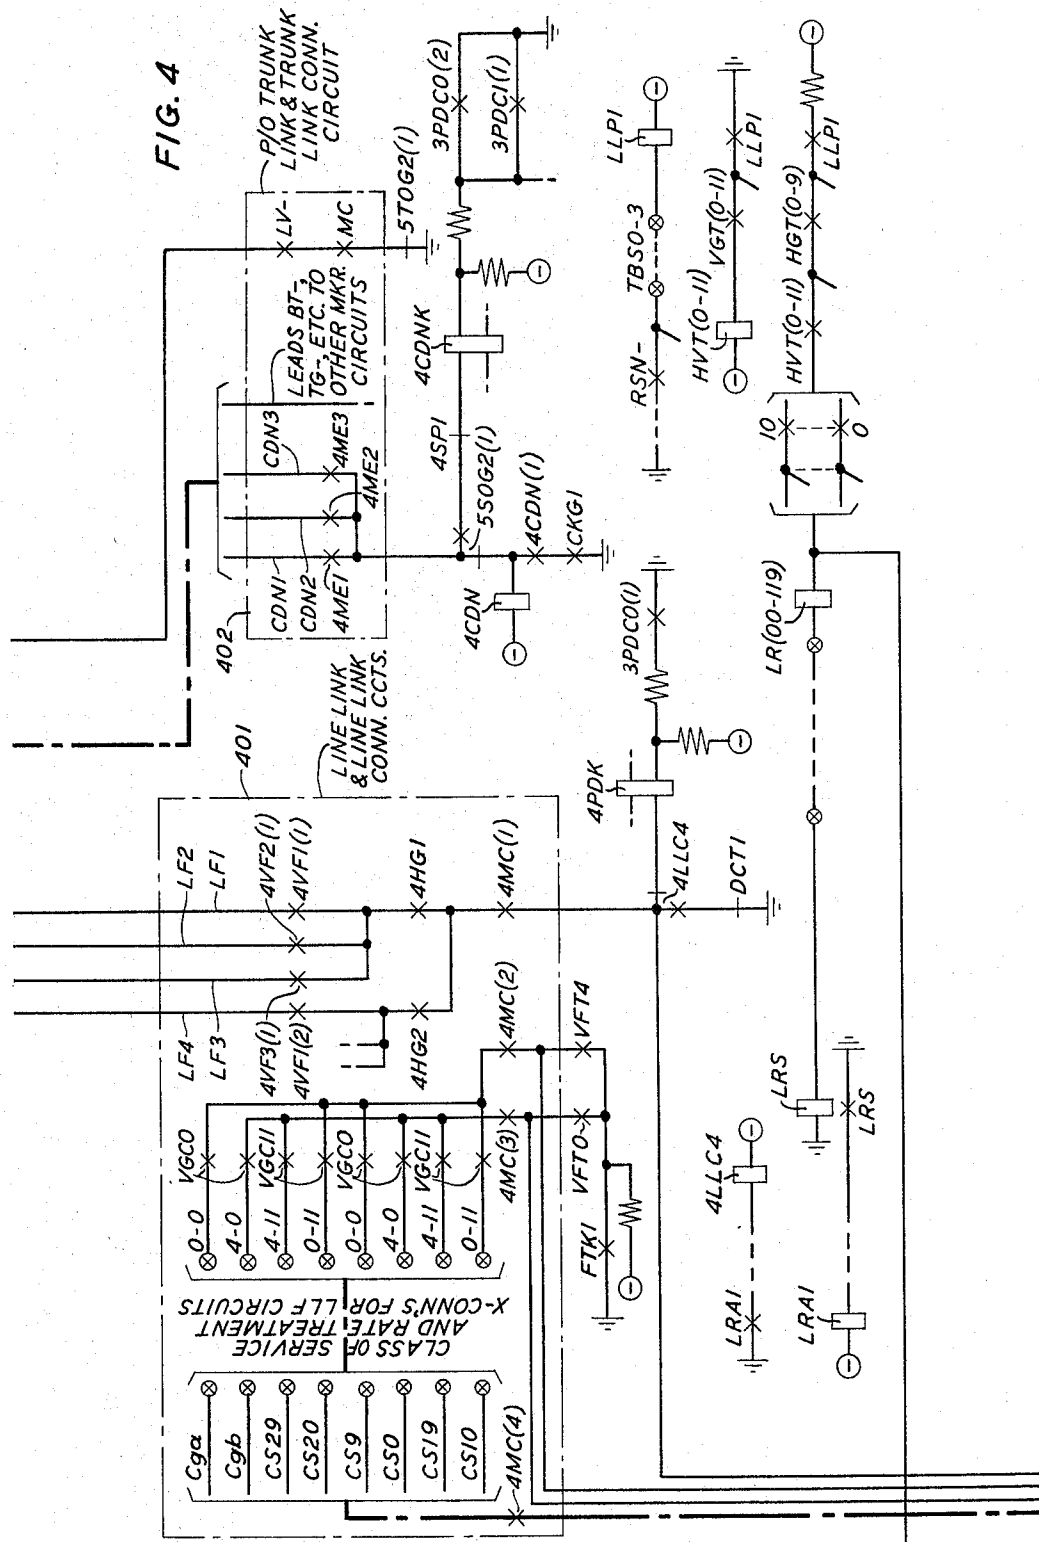 FIG. 4
P/O TRUNK
LINK & TRUNK
LINK CONN.
CIRCUIT
LV-
MC
5TOG2(1)
3PDC0(2)
3PDC1(1)
LEADS BT-,
TG-, ETC. TO
OTHER MKR.
CIRCUITS
CDN3
4ME3
4ME2
CDN1
CDN2
4ME1
402
4CDNK
4SP1
5SOG2(1)
4CDN(1)
CKG1
4CDN
LLP1
TBS0-3
RSN-
VGT(0-11)
LLP1
HVT(0-11)
LLP1
HGT(0-9)
HVT(0-11)
10
0
LR(00-119)
LRS
LRS
LRA1
4LLC4
LRA1
3PDC0(1)
4PDK
4LLC4
DCT1
LINE LINK
& LINE LINK
CONN. CCTS.
401
LF2
LF1
4VF2(1)
4VF1(1)
4HG1
4MC(1)
LF4
LF3
4VF3(1)
4VF1(2)
4HG2
4MC(2)
VFT4
4MC(3)
VFT0
FTK1
VGC0
VGC11
VGC0
VGC11
0-0
4-0
4-11
0-11
0-0
4-0
4-11
0-11
CLASS OF SERVICE
AND RATE TREATMENT
X-CONN'S FOR LLF CIRCUITS
Cga
Cgb
CS29
CS20
CS9
CS0
CS19
CS10
4MC(4)